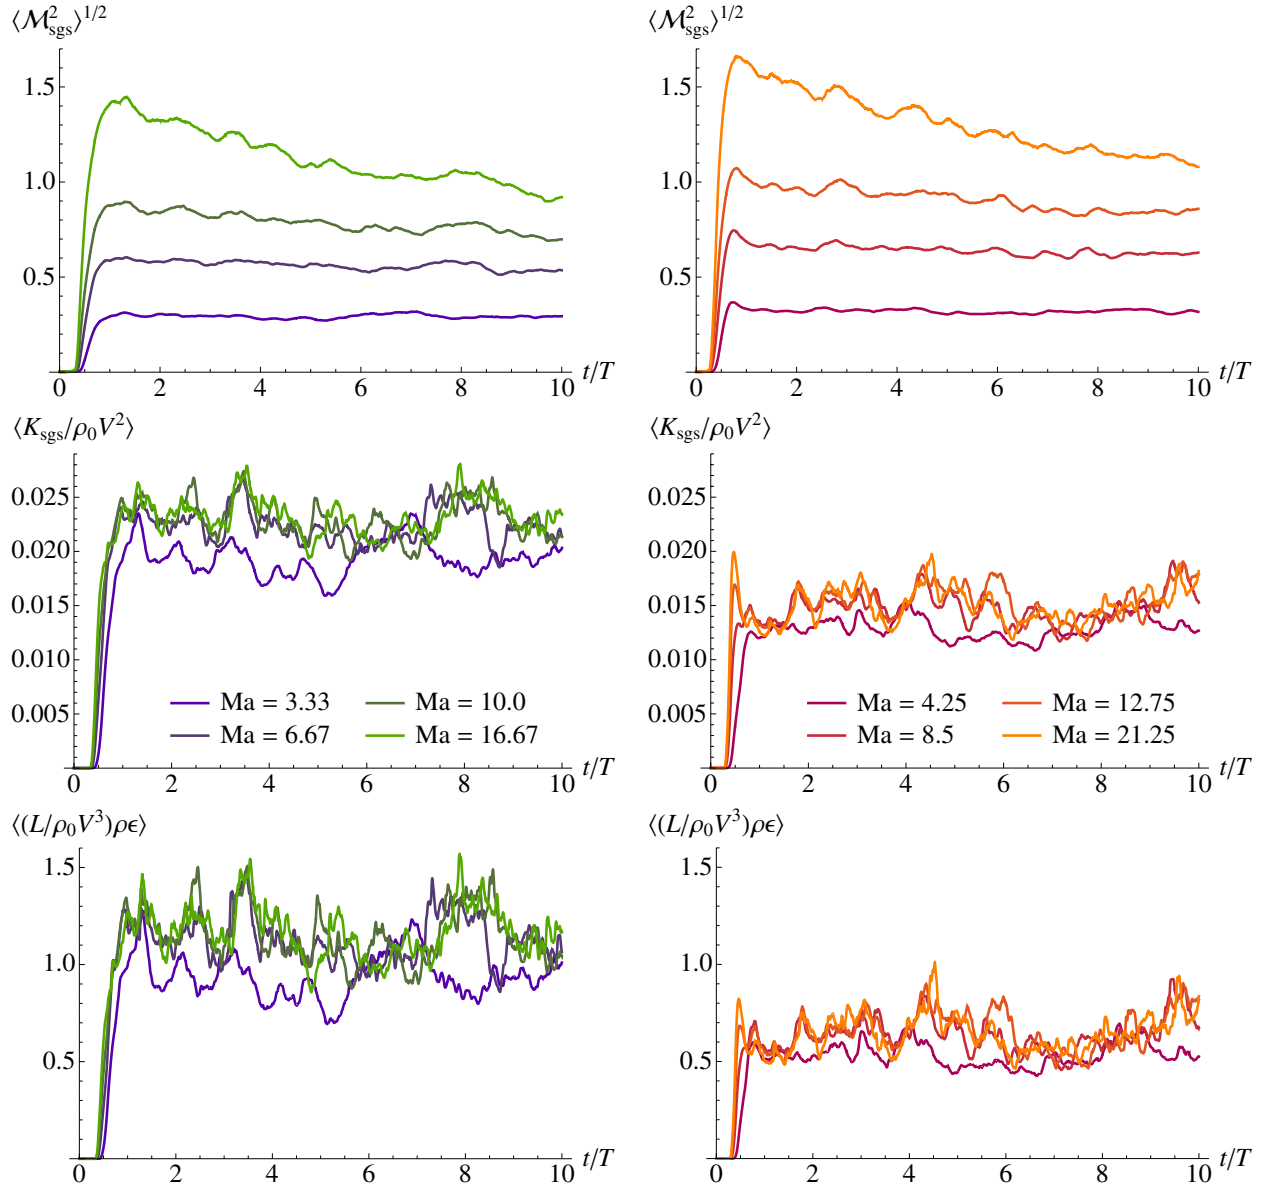 ⟨ℳ²sgs⟩¹ᐟ²
1.5
1.0
0.5
0 2 4 6 8 10 t/T
⟨ℳ²sgs⟩¹ᐟ²
1.5
1.0
0.5
0 2 4 6 8 10 t/T
⟨Ksgs/ρ₀V²⟩
0.025
0.020
0.015
0.010
0.005
Ma = 3.33 Ma = 10.0
Ma = 6.67 Ma = 16.67
0 2 4 6 8 10 t/T
⟨Ksgs/ρ₀V²⟩
0.025
0.020
0.015
0.010
0.005
Ma = 4.25 Ma = 12.75
Ma = 8.5 Ma = 21.25
0 2 4 6 8 10 t/T
⟨(L/ρ₀V³)ρϵ⟩
1.5
1.0
0.5
0 2 4 6 8 10 t/T
⟨(L/ρ₀V³)ρϵ⟩
1.5
1.0
0.5
0 2 4 6 8 10 t/T